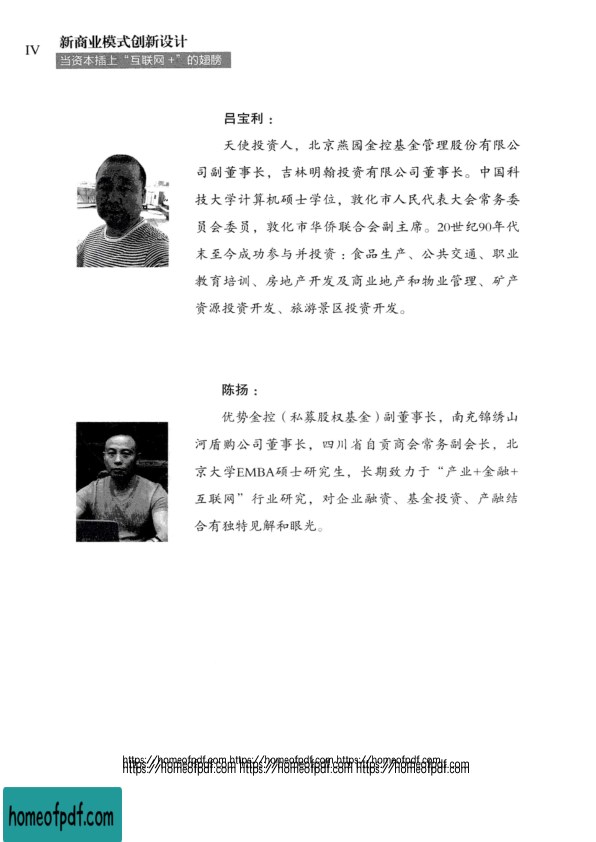 IV
新商业模式创新设计
当资本插上“互联网+”的翅膀
吕宝利：
天使投资人，北京燕园金控基金管理股份有限公
司副董事长，吉林明翰投资有限公司董事长。中国科
技大学计算机硕士学位，敦化市人民代表大会常务委
员会委员，敦化市华侨联合会副主席。20世纪90年代
末至今成功参与并投资：食品生产、公共交通、职业
教育培训、房地产开发及商业地产和物业管理、矿产
资源投资开发、旅游景区投资开发。
陈扬：
优势金控（私募股权基金）副董事长，南充锦绣山
河盾购公司董事长，四川省自贡商会常务副会长，北
京大学EMBA硕士研究生，长期致力于“产业+金融+
互联网”行业研究，对企业融资、基金投资、产融结
合有独特见解和眼光。
https://homeofpdf.com https://homeofpdf.com https://homeofpdf.com
https://homeofpdf.com https://homeofpdf.com https://homeofpdf.com
homeofpdf.com